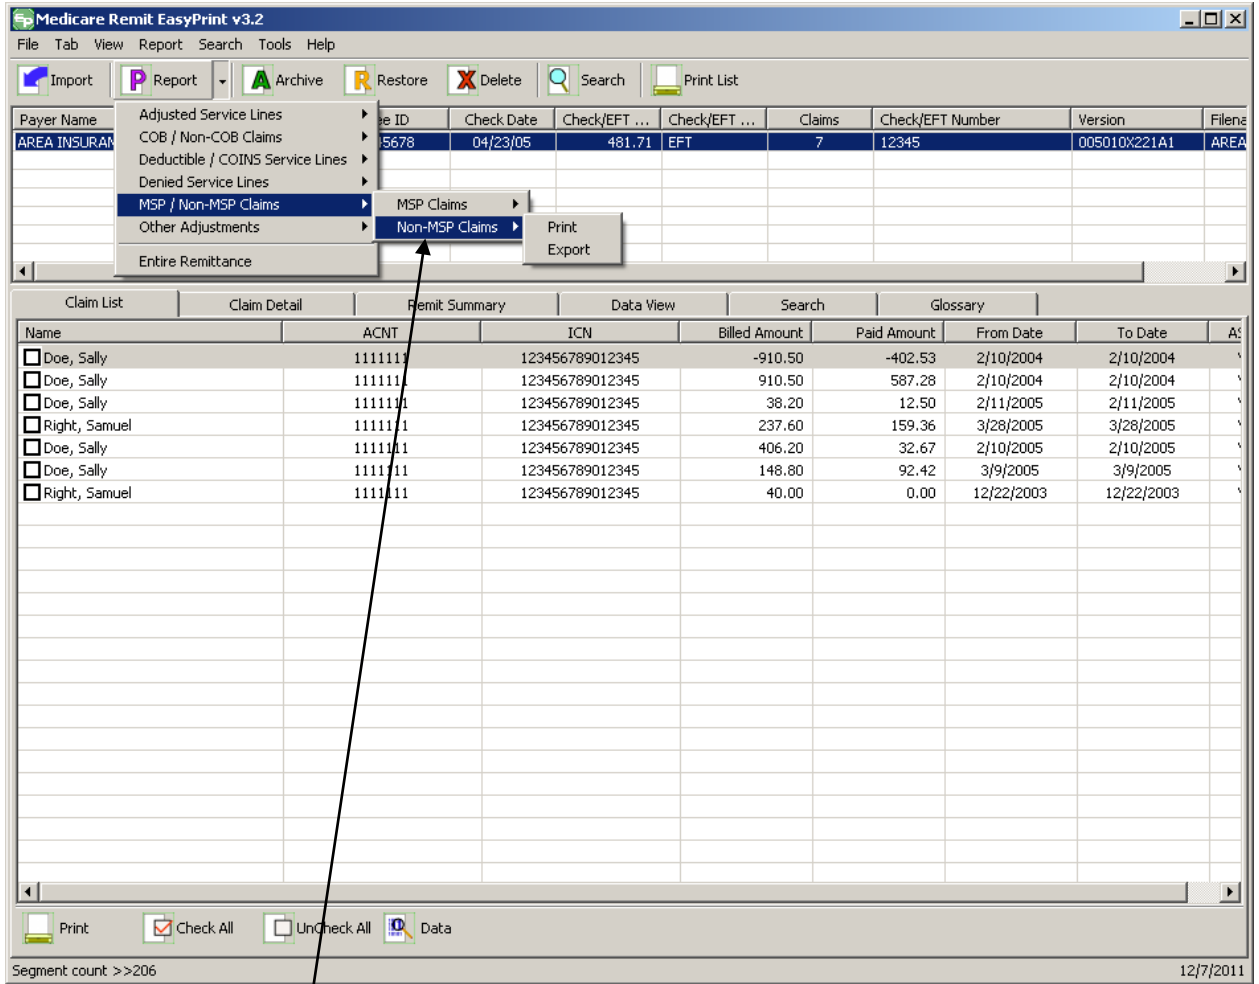 EP Medicare Remit EasyPrint v3.2
File Tab View Report Search Tools Help
Import P Report A Archive R Restore X Delete Search Print List
Payer Name ee ID Check Date Check/EFT ... Check/EFT ... Claims Check/EFT Number Version Filena
AREA INSURAN 45678 04/23/05 481.71 EFT 7 12345 005010X221A1 AREA
Adjusted Service Lines
COB / Non-COB Claims
Deductible / COINS Service Lines
Denied Service Lines
MSP / Non-MSP Claims MSP Claims
Other Adjustments Non-MSP Claims Print
Export
Entire Remittance
Claim List Claim Detail Remit Summary Data View Search Glossary
Name ACNT ICN Billed Amount Paid Amount From Date To Date AS
Doe, Sally 1111111 123456789012345 -910.50 -402.53 2/10/2004 2/10/2004
Doe, Sally 1111111 123456789012345 910.50 587.28 2/10/2004 2/10/2004
Doe, Sally 1111111 123456789012345 38.20 12.50 2/11/2005 2/11/2005
Right, Samuel 1111111 123456789012345 237.60 159.36 3/28/2005 3/28/2005
Doe, Sally 1111111 123456789012345 406.20 32.67 2/10/2005 2/10/2005
Doe, Sally 1111111 123456789012345 148.80 92.42 3/9/2005 3/9/2005
Right, Samuel 1111111 123456789012345 40.00 0.00 12/22/2003 12/22/2003
Print Check All UnCheck All Data
Segment count >>206 12/7/2011